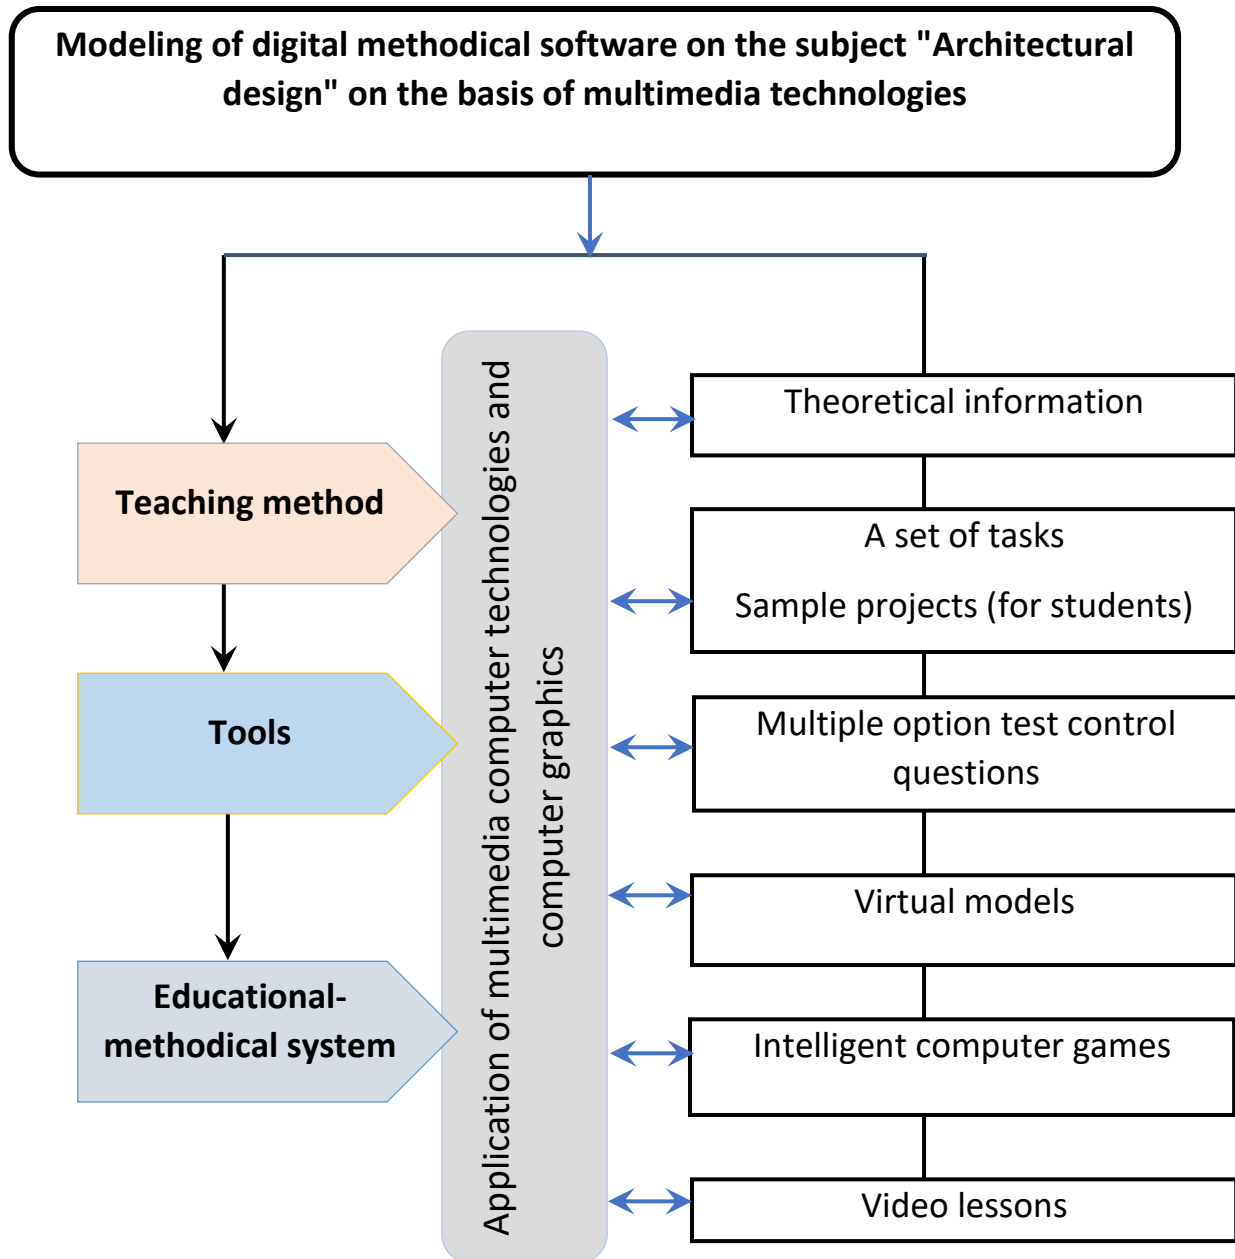 Modeling of digital methodical software on the subject "Architectural
design" on the basis of multimedia technologies
Teaching method
Tools
Educational-
methodical system
Application of multimedia computer technologies and
computer graphics
Theoretical information
A set of tasks
Sample projects (for students)
Multiple option test control
questions
Virtual models
Intelligent computer games
Video lessons